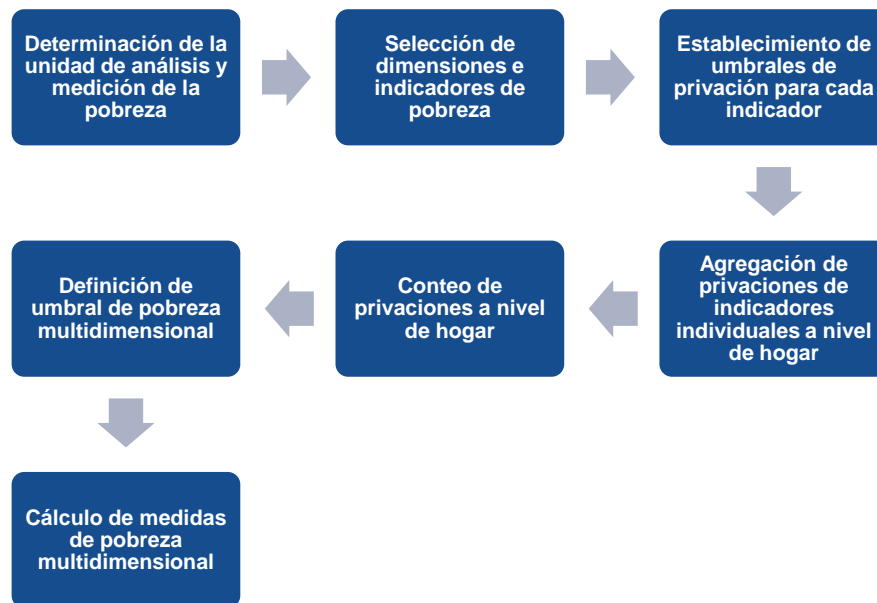 Determinación de la
unidad de análisis y
medición de la
pobreza
Selección de
dimensiones e
indicadores de
pobreza
Establecimiento de
umbrales de
privación para cada
indicador
Agregación de
privaciones de
indicadores
individuales a nivel
de hogar
Conteo de
privaciones a nivel
de hogar
Definición de
umbral de pobreza
multidimensional
Cálculo de medidas
de pobreza
multidimensional